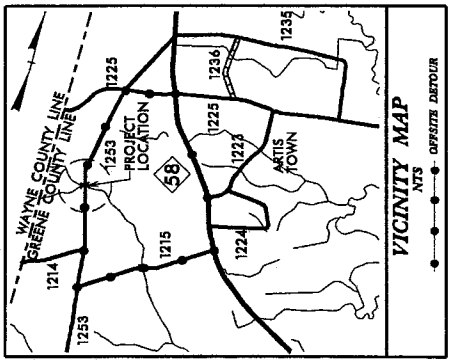 WAYNE COUNTY LINE
GREENE COUNTY LINE
1235
1225
1236
1253
PROJECT
LOCATION
1225
58
1223
ARTIS
TOWN
1214
1215
1224
1253
VICINITY MAP
NTS
OFFSITE DETOUR